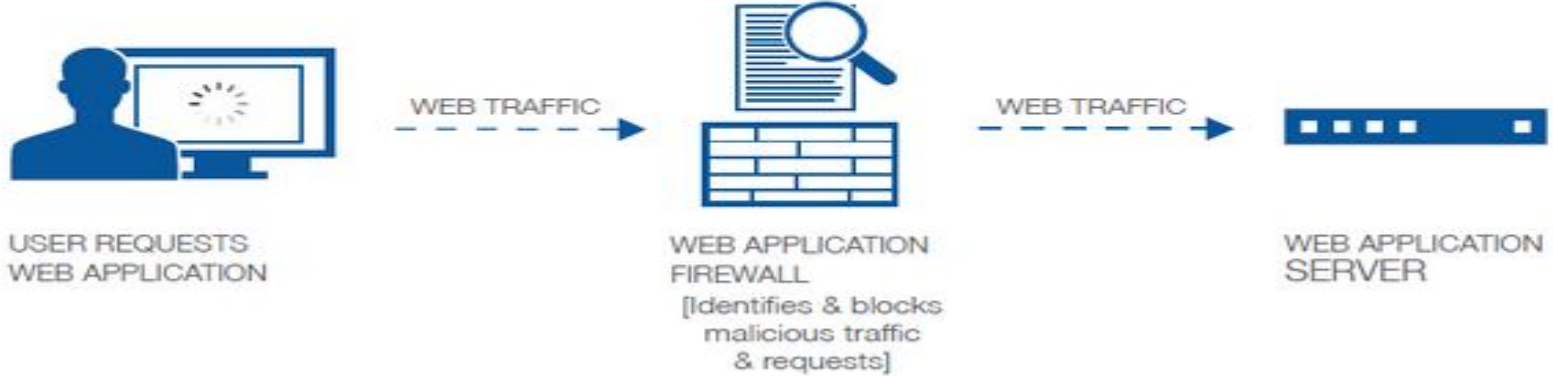 WEB TRAFFIC
WEB TRAFFIC
USER REQUESTS
WEB APPLICATION
WEB APPLICATION
FIREWALL
[Identifies & blocks
malicious traffic
& requests]
WEB APPLICATION
SERVER